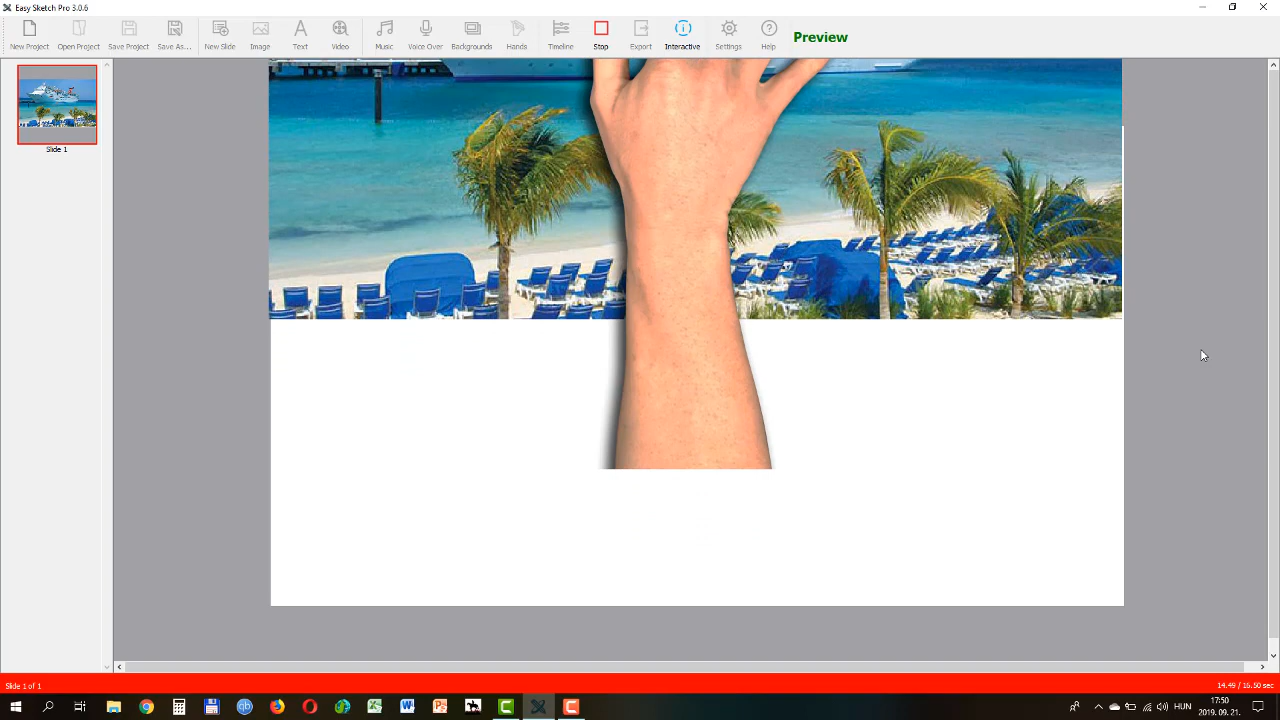 Easy Sketch Pro 3.0.6
New Project Open Project Save Project Save As... New Slide Image Text Video Music Voice Over Backgrounds Hands Timeline Stop Export Interactive Settings Help Preview
Slide 1
Slide 1 of 1 14.49 / 16.50 sec
HUN 17:50
2019. 09. 21.